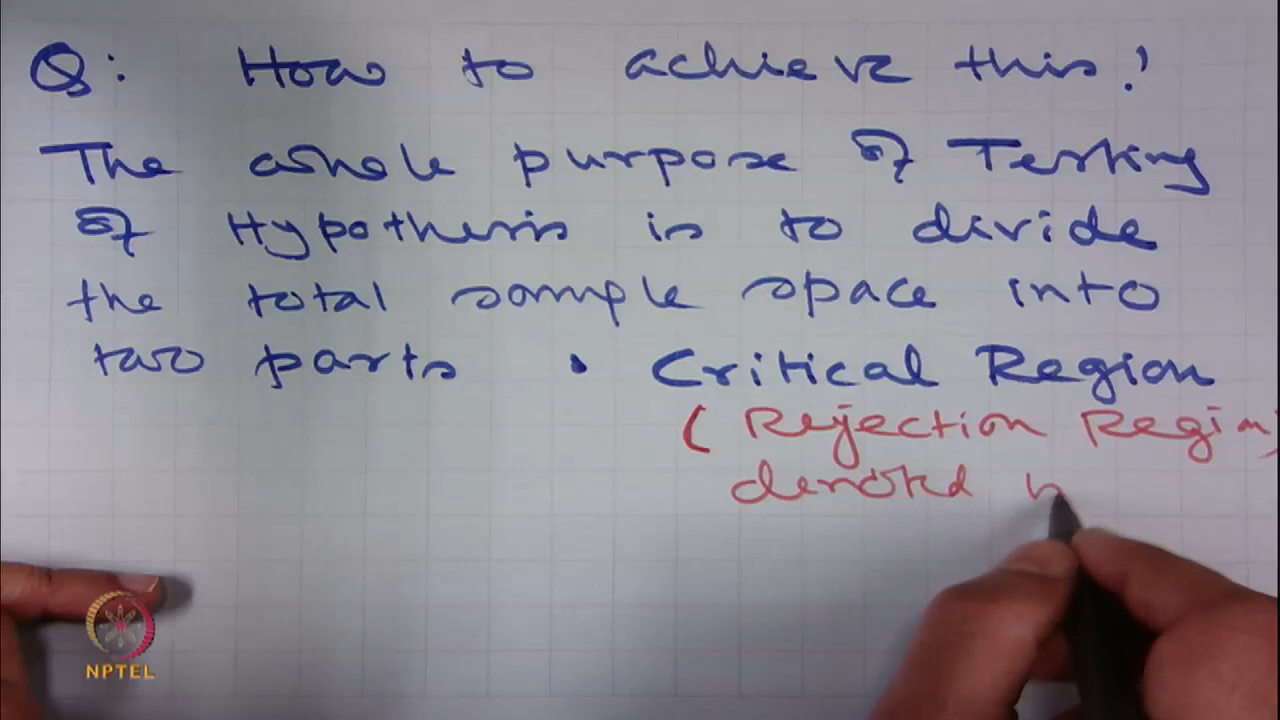 Q: How to achieve this?
The whole purpose of Testing
of Hypothesis is to divide
the total sample space into
two parts • Critical Region
( Rejection Region)
denoted
NPTEL